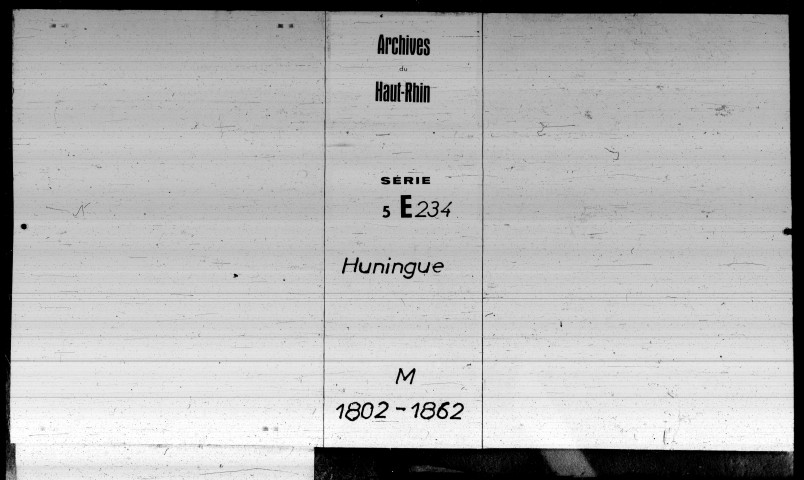 Archives
du
Haut-Rhin
SÉRIE
5 E 234
Huningue
M
1802-1862